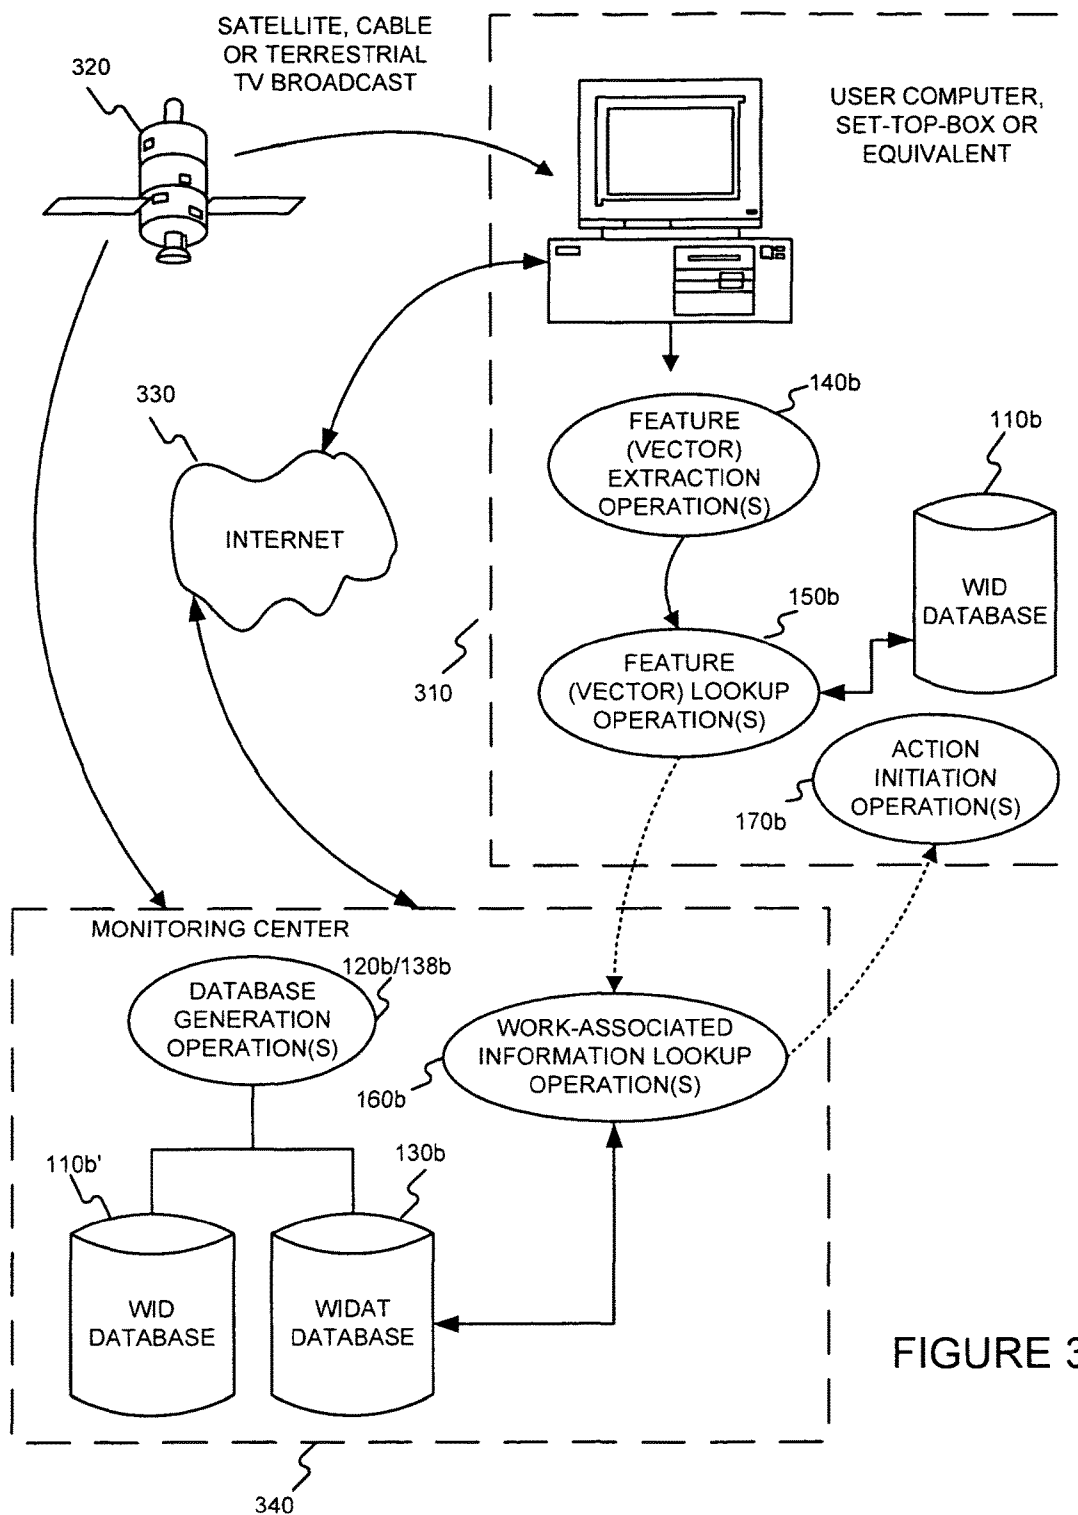 SATELLITE, CABLE
OR TERRESTRIAL
TV BROADCAST
320
USER COMPUTER,
SET-TOP-BOX OR
EQUIVALENT
330
INTERNET
140b
FEATURE
(VECTOR)
EXTRACTION
OPERATION(S)
110b
WID
DATABASE
150b
FEATURE
(VECTOR) LOOKUP
OPERATION(S)
310
ACTION
INITIATION
OPERATION(S)
170b
MONITORING CENTER
120b/138b
DATABASE
GENERATION
OPERATION(S)
WORK-ASSOCIATED
INFORMATION LOOKUP
OPERATION(S)
160b
110b'
130b
WID
DATABASE
WIDAT
DATABASE
FIGURE 3
340